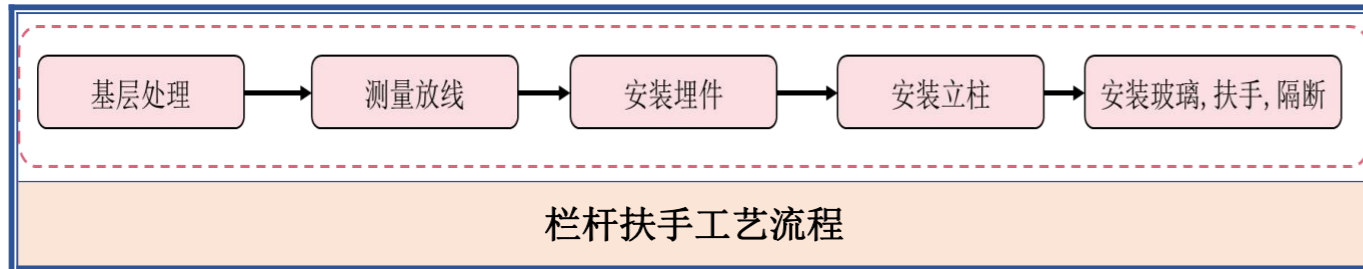 基层处理
测量放线
安装埋件
安装立柱
安装玻璃,扶手,隔断
栏杆扶手工艺流程